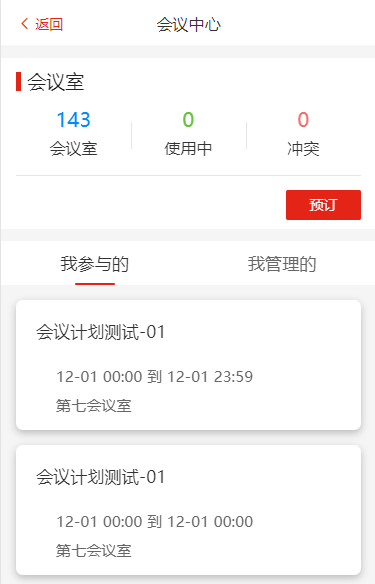 返回 会议中心
会议室
143 0 0
会议室 使用中 冲突
预订
我参与的 我管理的
会议计划测试-01
12-01 00:00 到 12-01 23:59
第七会议室
会议计划测试-01
12-01 00:00 到 12-01 00:00
第七会议室